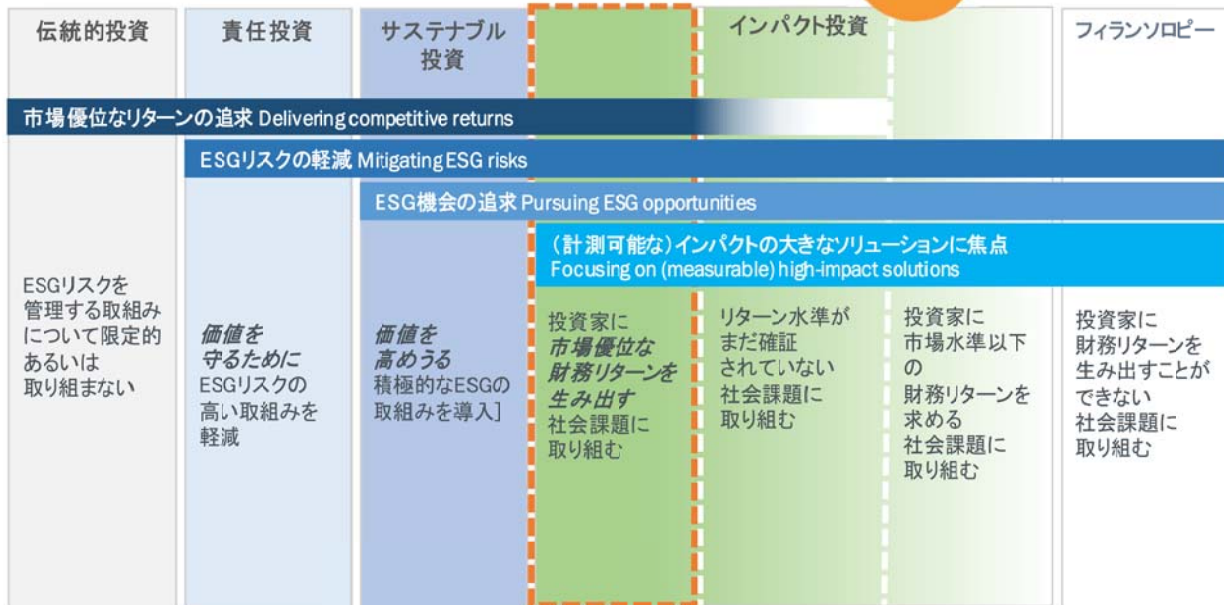 伝統的投資
責任投資
サステナブル
投資
インパクト投資
フィランソロピー
市場優位なリターンの追求 Delivering competitive returns
ESGリスクの軽減 Mitigating ESG risks
ESG機会の追求 Pursuing ESG opportunities
（計測可能な）インパクトの大きなソリューションに焦点
Focusing on (measurable) high-impact solutions
ESGリスクを
管理する取組み
について限定的
あるいは
取り組まない
価値を
守るために
ESGリスクの
高い取組みを
軽減
価値を
高めうる
積極的なESGの
取組みを導入]
投資家に
市場優位な
財務リターンを
生み出す
社会課題に
取り組む
リターン水準が
まだ確証
されていない
社会課題に
取り組む
投資家に
市場水準以下
の
財務リターンを
求める
社会課題に
取り組む
投資家に
財務リターンを
生み出すことが
できない
社会課題に
取り組む